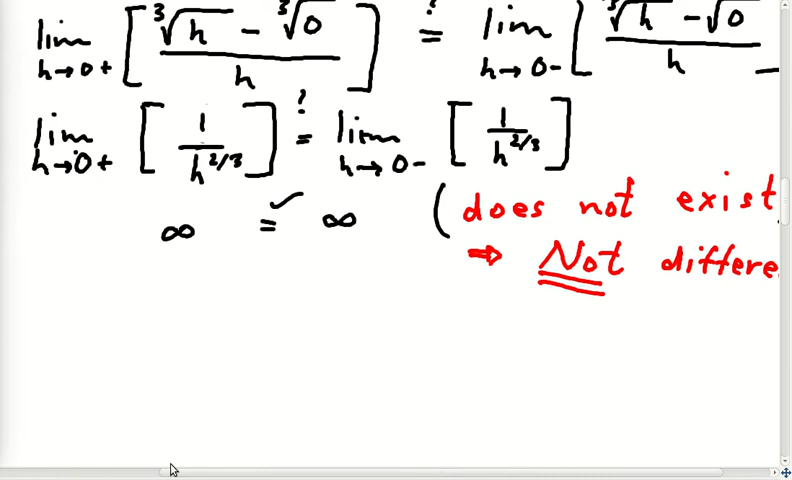 lim h→0+ [ (∛h − ∛0) / h ] ?= lim h→0− [ (∛h − √0) / h
lim h→0+ [ 1 / h^2/3 ] ?= lim h→0− [ 1 / h^2/3 ]
∞ =✓ ∞ ( does not exist
⇒ Not differe